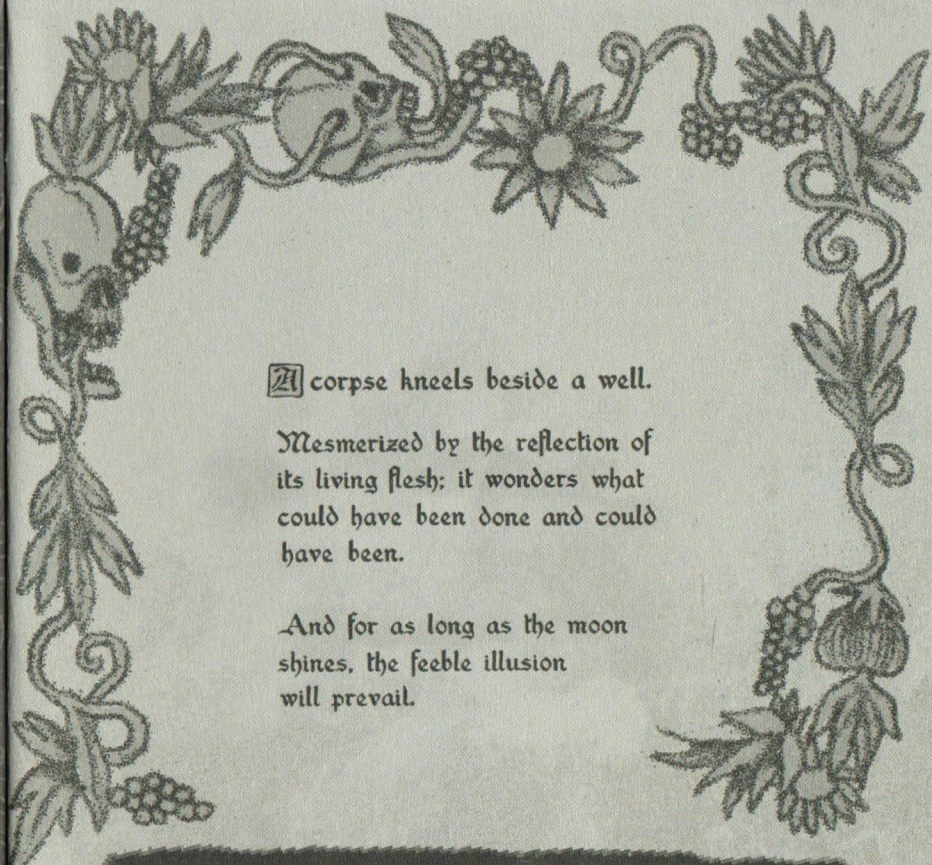 A corpse kneels beside a well.
Mesmerized by the reflection of
its living flesh; it wonders what
could have been done and could
have been.
And for as long as the moon
shines, the feeble illusion
will prevail.